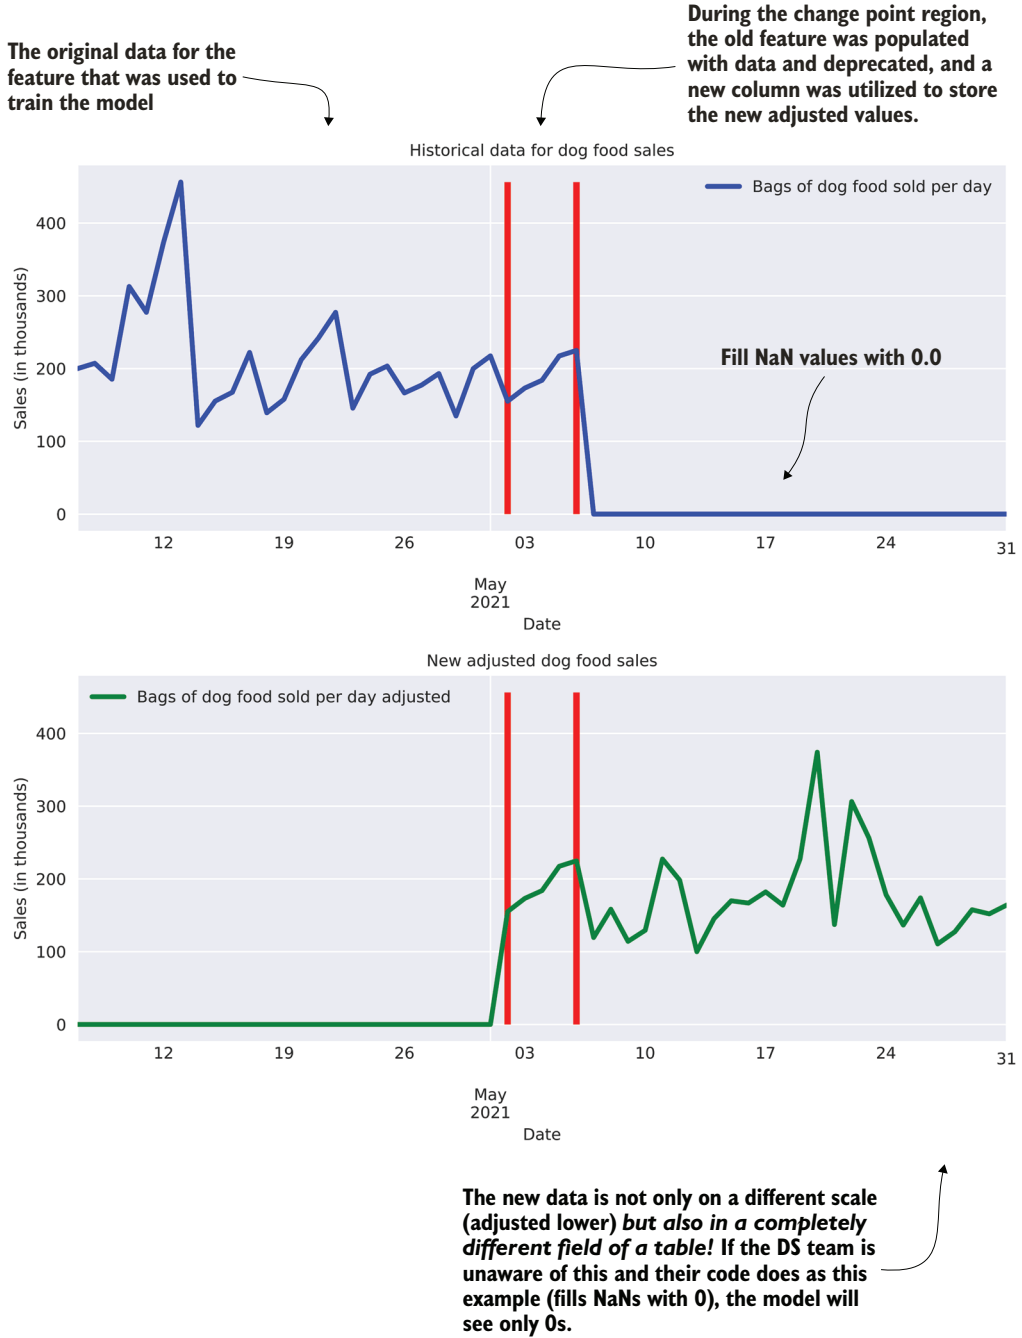 During the change point region,
the old feature was populated
with data and deprecated, and a
new column was utilized to store
the new adjusted values.
The original data for the
feature that was used to
train the model
Historical data for dog food sales
Bags of dog food sold per day
Sales (in thousands)
400
300
200
100
0
Fill NaN values with 0.0
12 19 26 03 10 17 24 31
May
2021
Date
New adjusted dog food sales
Bags of dog food sold per day adjusted
Sales (in thousands)
400
300
200
100
0
12 19 26 03 10 17 24 31
May
2021
Date
The new data is not only on a different scale
(adjusted lower) but also in a completely
different field of a table! If the DS team is
unaware of this and their code does as this
example (fills NaNs with 0), the model will
see only 0s.